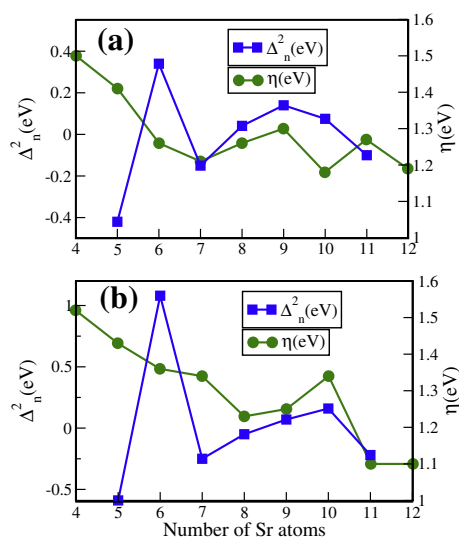 (a)
Δ²ₙ(eV)
η(eV)
0.4
0.2
0
-0.2
-0.4
Δ²ₙ(eV)
1.6
1.5
1.4
1.3
1.2
1.1
1
η(eV)
4 5 6 7 8 9 10 11 12
(b)
Δ²ₙ(eV)
η(eV)
1
0.5
0
-0.5
Δ²ₙ(eV)
1.6
1.5
1.4
1.3
1.2
1.1
1
η(eV)
4 5 6 7 8 9 10 11 12
Number of Sr atoms